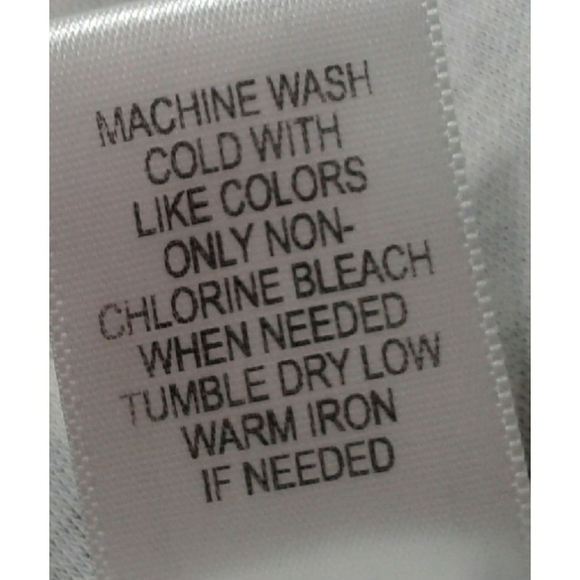 MACHINE WASH
COLD WITH
LIKE COLORS
ONLY NON-
CHLORINE BLEACH
WHEN NEEDED
TUMBLE DRY LOW
WARM IRON
IF NEEDED